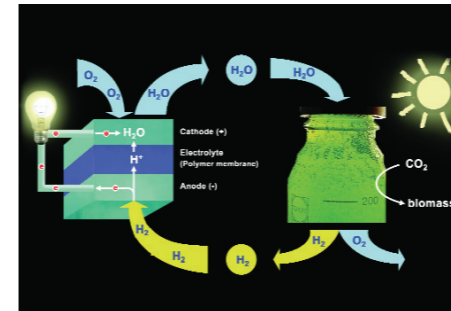 O₂
O₂
H₂O
H₂O
H₂O
H₂O
H⁺
e
e
e
e
Cathode (+)
Electrolyte
(Polymer membrane)
Anode (-)
CO₂
biomass
200
H₂
H₂
H₂
H₂
O₂